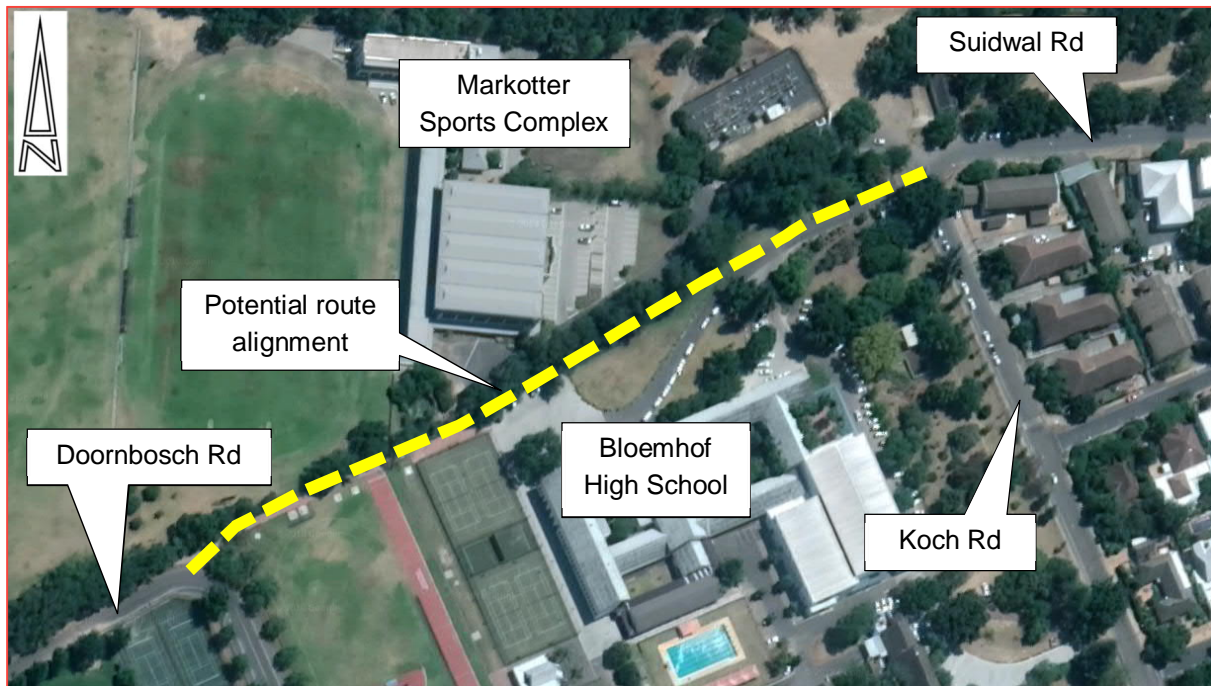 N
Suidwal Rd
Markotter
Sports Complex
Potential route
alignment
Doornbosch Rd
Bloemhof
High School
Koch Rd